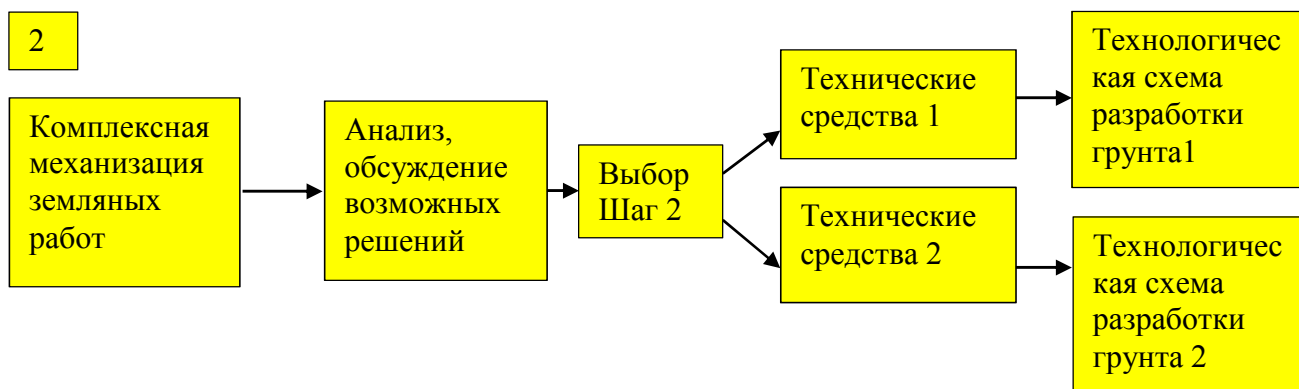 2
Комплексная
механизация
земляных
работ
Анализ,
обсуждение
возможных
решений
Выбор
Шаг 2
Технические
средства 1
Технологичес
кая схема
разработки
грунта1
Технические
средства 2
Технологичес
кая схема
разработки
грунта 2